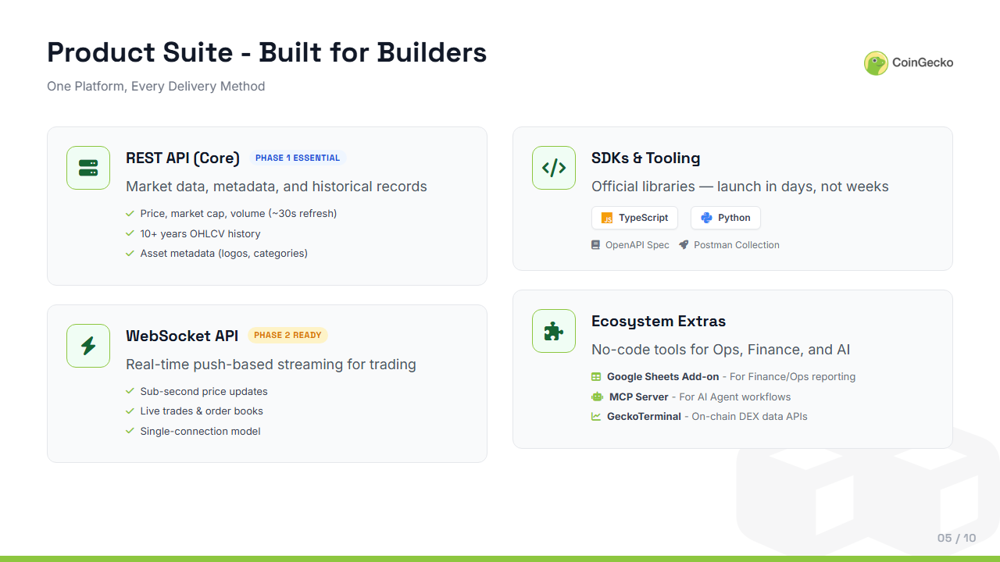 Product Suite - Built for Builders
One Platform, Every Delivery Method
CoinGecko
REST API (Core) PHASE 1 ESSENTIAL
Market data, metadata, and historical records
Price, market cap, volume (~30s refresh)
10+ years OHLCV history
Asset metadata (logos, categories)
WebSocket API PHASE 2 READY
Real-time push-based streaming for trading
Sub-second price updates
Live trades & order books
Single-connection model
SDKs & Tooling
Official libraries — launch in days, not weeks
JS TypeScript Python
OpenAPI Spec Postman Collection
Ecosystem Extras
No-code tools for Ops, Finance, and AI
Google Sheets Add-on - For Finance/Ops reporting
MCP Server - For AI Agent workflows
GeckoTerminal - On-chain DEX data APIs
05 / 10